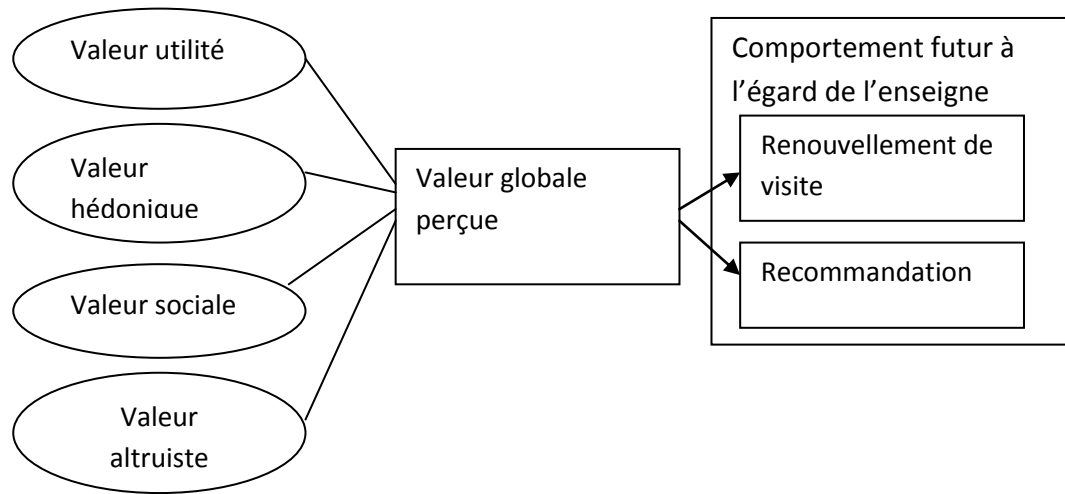 Valeur utilité
Valeur
hédonique
Valeur sociale
Valeur
altruiste
Valeur globale
perçue
Comportement futur à
l’égard de l’enseigne
Renouvellement de
visite
Recommandation